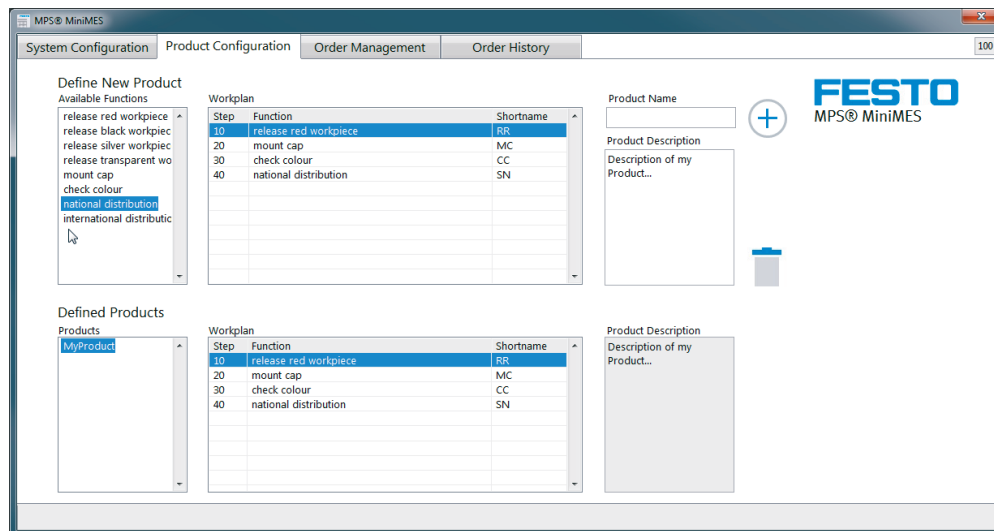 MPS® MiniMES
System Configuration Product Configuration Order Management Order History 100
Define New Product
Available Functions Workplan Product Name
FESTO
MPS® MiniMES
release red workpiece
release black workpiec
release silver workpiec
release transparent wo
mount cap
check colour
national distribution
international distributic
Step Function Shortname
10 release red workpiece RR
20 mount cap MC
30 check colour CC
40 national distribution SN
Product Description
Description of my
Product...
Defined Products
Products Workplan Product Description
MyProduct
Step Function Shortname
10 release red workpiece RR
20 mount cap MC
30 check colour CC
40 national distribution SN
Description of my
Product...